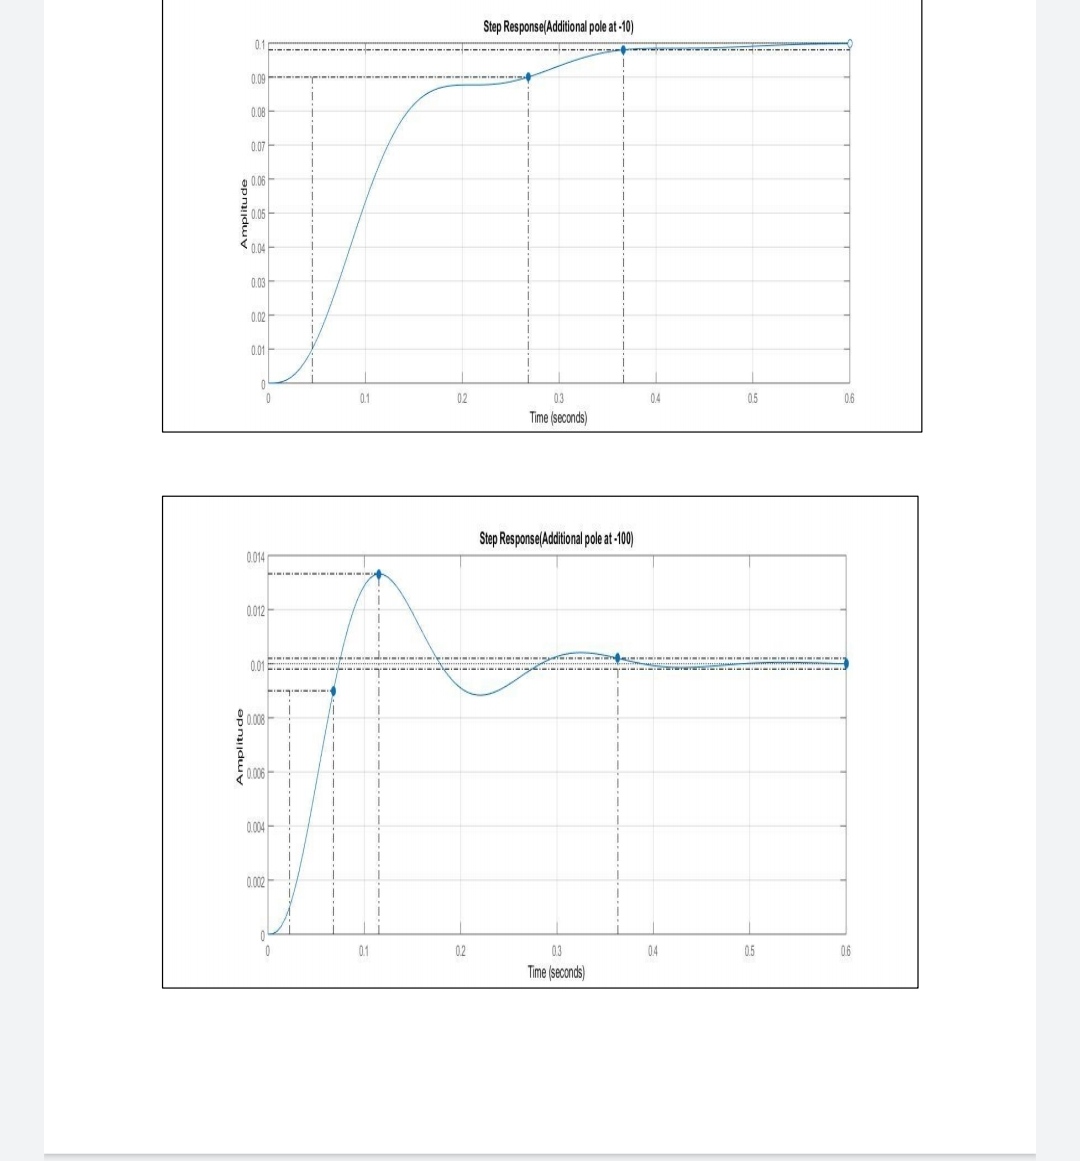 Step Response(Additional pole at -10)
0.1
0.09
0.08
0.07
0.06
0.05
0.04
0.03
0.02
0.01
0
Amplitude
0 0.1 0.2 0.3 0.4 0.5 0.6
Time (seconds)
Step Response(Additional pole at -100)
0.014
0.012
0.01
0.008
0.006
0.004
0.002
0
Amplitude
0 0.1 0.2 0.3 0.4 0.5 0.6
Time (seconds)